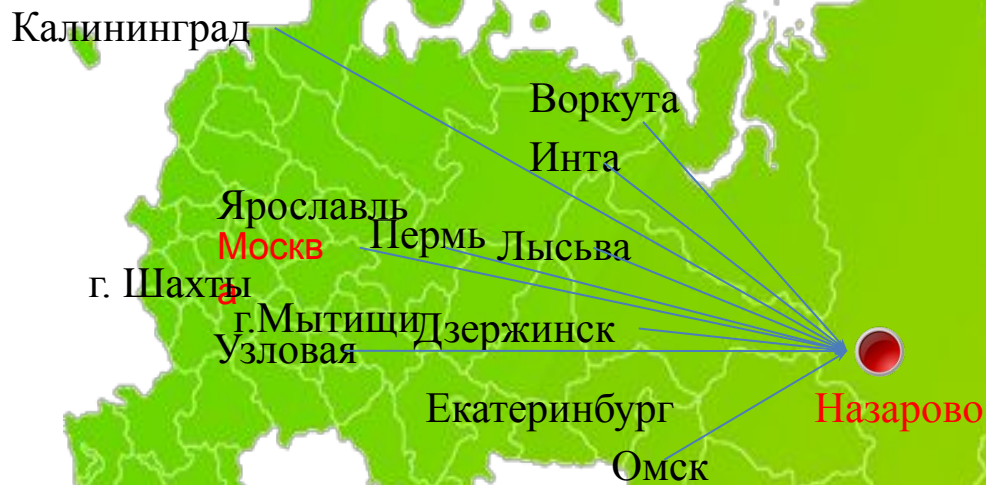 Калининград
Воркута
Инта
Ярославль
Пермь
Лысьва
Москв
а
г. Шахты
г.Мытищи
Дзержинск
Узловая
Екатеринбург
Назарово
Омск